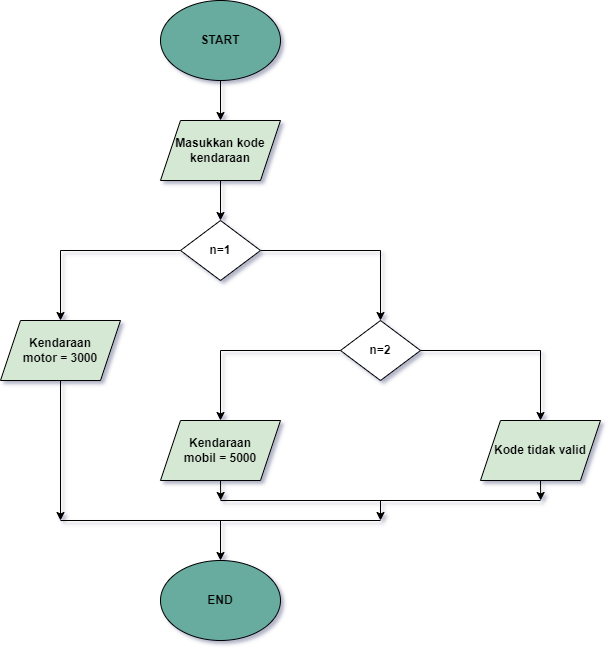 START
Masukkan kode
kendaraan
n=1
Kendaraan
motor = 3000
n=2
Kendaraan
mobil = 5000
Kode tidak valid
END